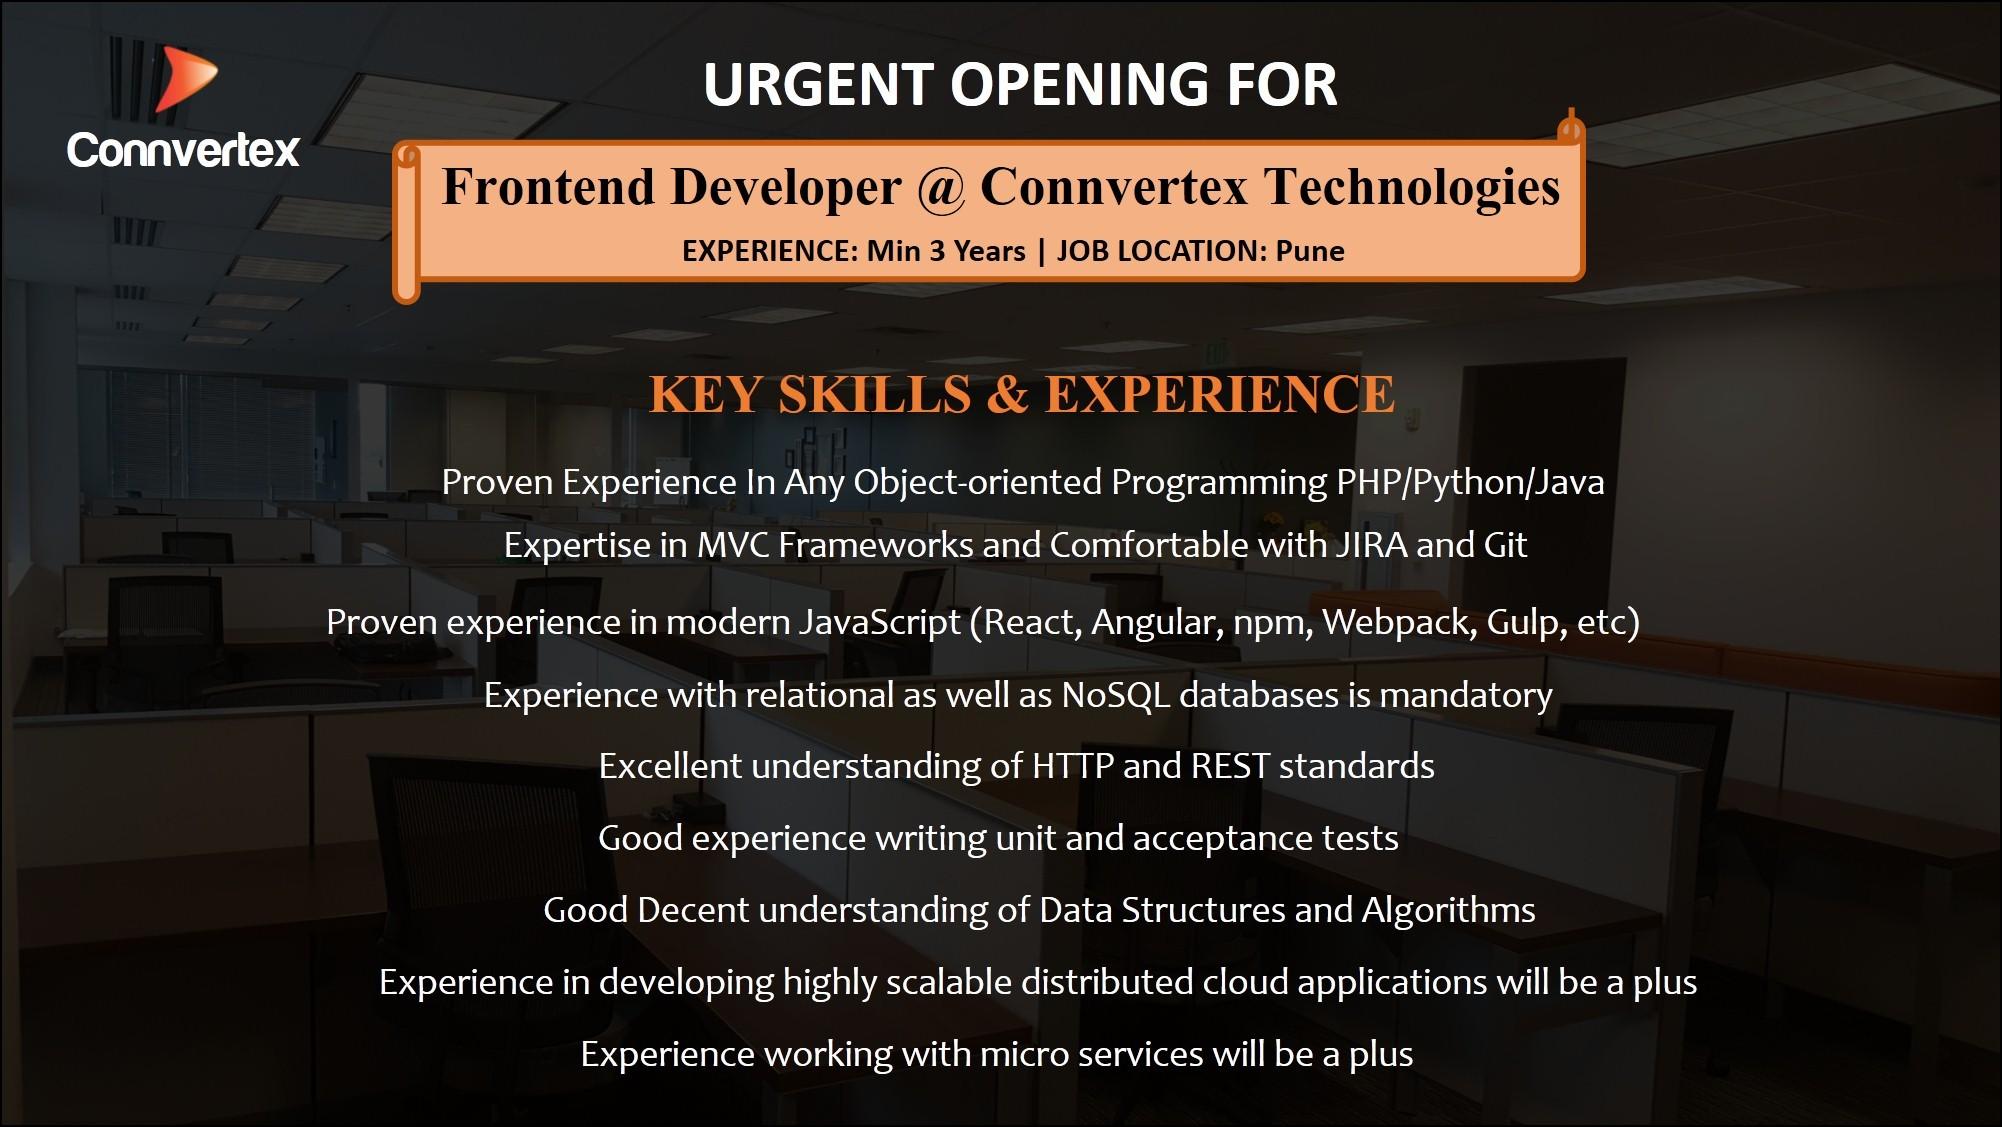 URGENT OPENING FOR
Connvertex
Frontend Developer @ Connvertex Technologies
EXPERIENCE: Min 3 Years | JOB LOCATION: Pune
KEY SKILLS & EXPERIENCE
Proven Experience In Any Object-oriented Programming PHP/Python/Java
Expertise in MVC Frameworks and Comfortable with JIRA and Git
Proven experience in modern JavaScript (React, Angular, npm, Webpack, Gulp, etc)
Experience with relational as well as NoSQL databases is mandatory
Excellent understanding of HTTP and REST standards
Good experience writing unit and acceptance tests
Good Decent understanding of Data Structures and Algorithms
Experience in developing highly scalable distributed cloud applications will be a plus
Experience working with micro services will be a plus